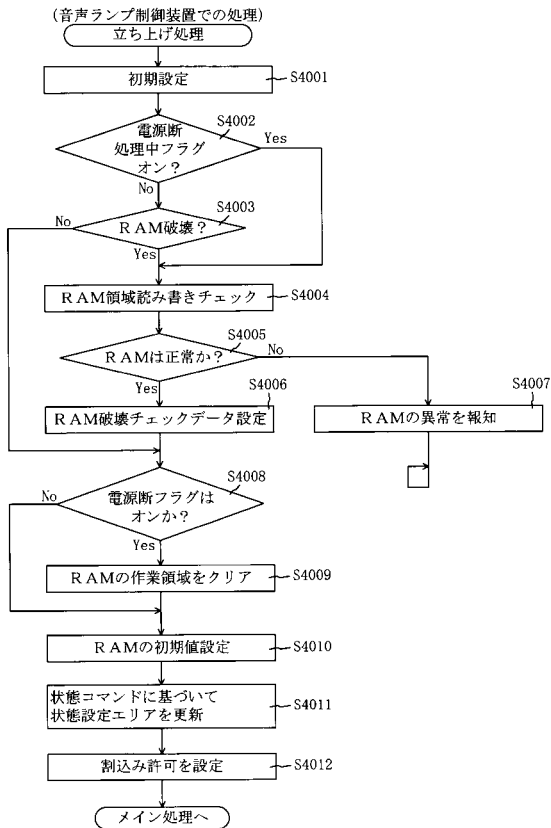 (音声ランプ制御装置での処理)
立ち上げ処理
初期設定
S4001
電源断
処理中フラグ
オン?
S4002
Yes
No
RAM破壊?
S4003
No
Yes
RAM領域読み書きチェック
S4004
RAMは正常か?
S4005
No
Yes
RAM破壊チェックデータ設定
S4006
RAMの異常を報知
S4007
電源断フラグは
オンか?
S4008
No
Yes
RAMの作業領域をクリア
S4009
RAMの初期値設定
S4010
状態コマンドに基づいて
状態設定エリアを更新
S4011
割込み許可を設定
S4012
メイン処理へ